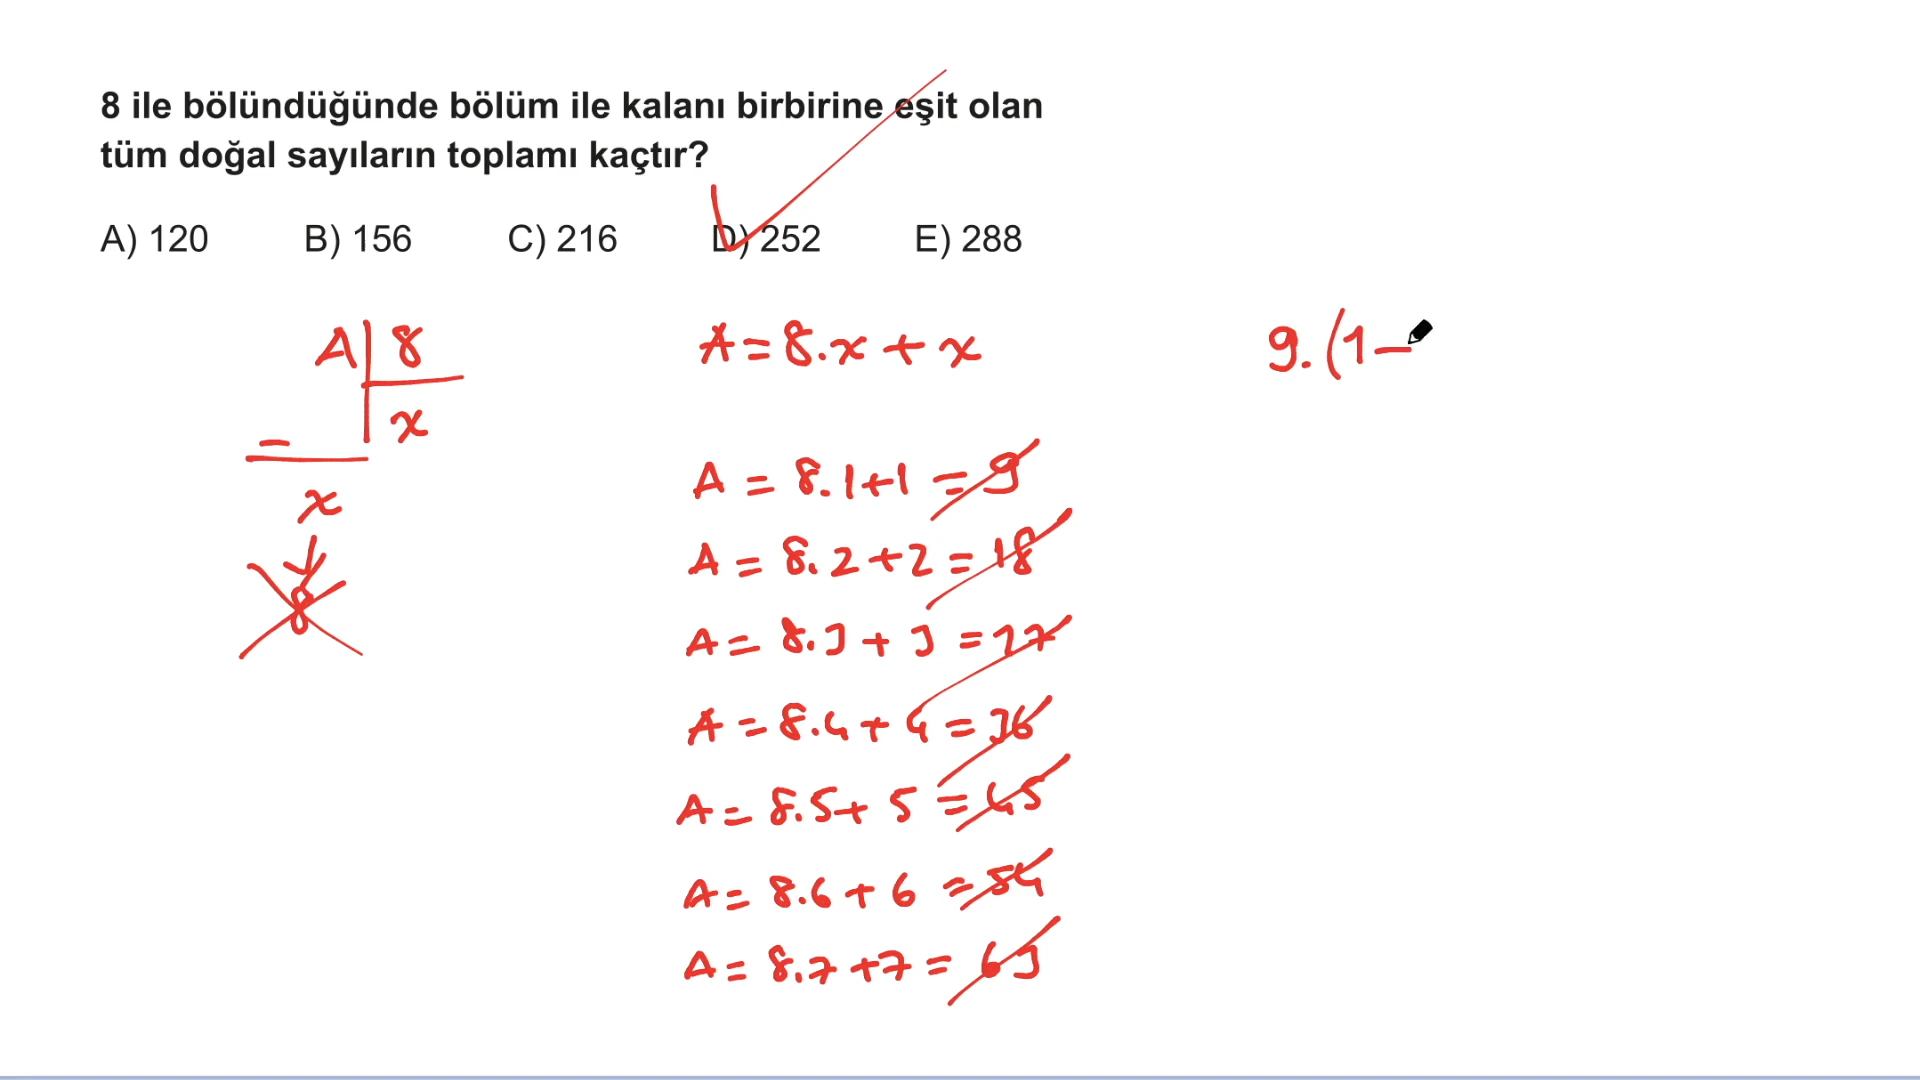 8 ile bölündüğünde bölüm ile kalanı birbirine eşit olan
tüm doğal sayıların toplamı kaçtır?
A) 120 B) 156 C) 216 D) 252 E) 288
A 8
x
x
8
A = 8.x + x
A = 8.1+1 = 9
A = 8.2+2 = 18
A = 8.3 + 3 = 27
A = 8.4 + 4 = 36
A = 8.5 + 5 = 45
A = 8.6 + 6 = 54
A = 8.7 + 7 = 63
9.(1-